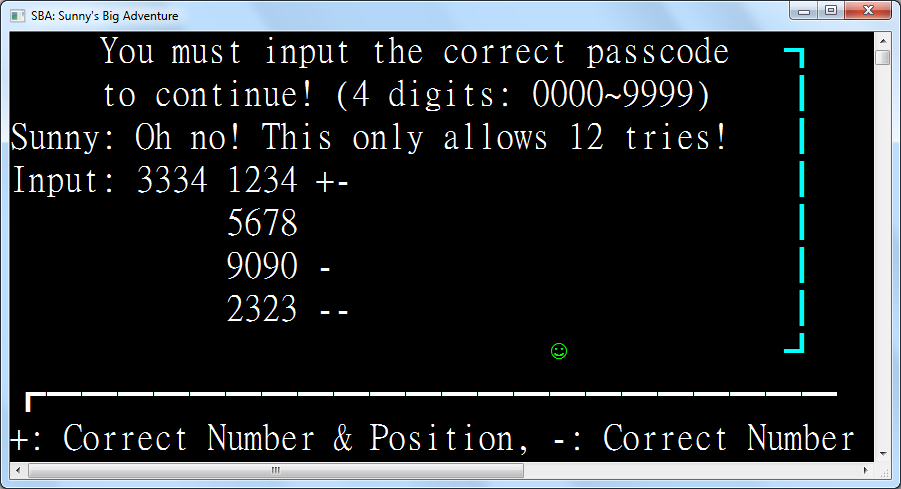 SBA: Sunny's Big Adventure
You must input the correct passcode
to continue! (4 digits: 0000~9999)
Sunny: Oh no! This only allows 12 tries!
Input: 3334 1234 +-
5678
9090 -
2323 --
+: Correct Number & Position, -: Correct Number